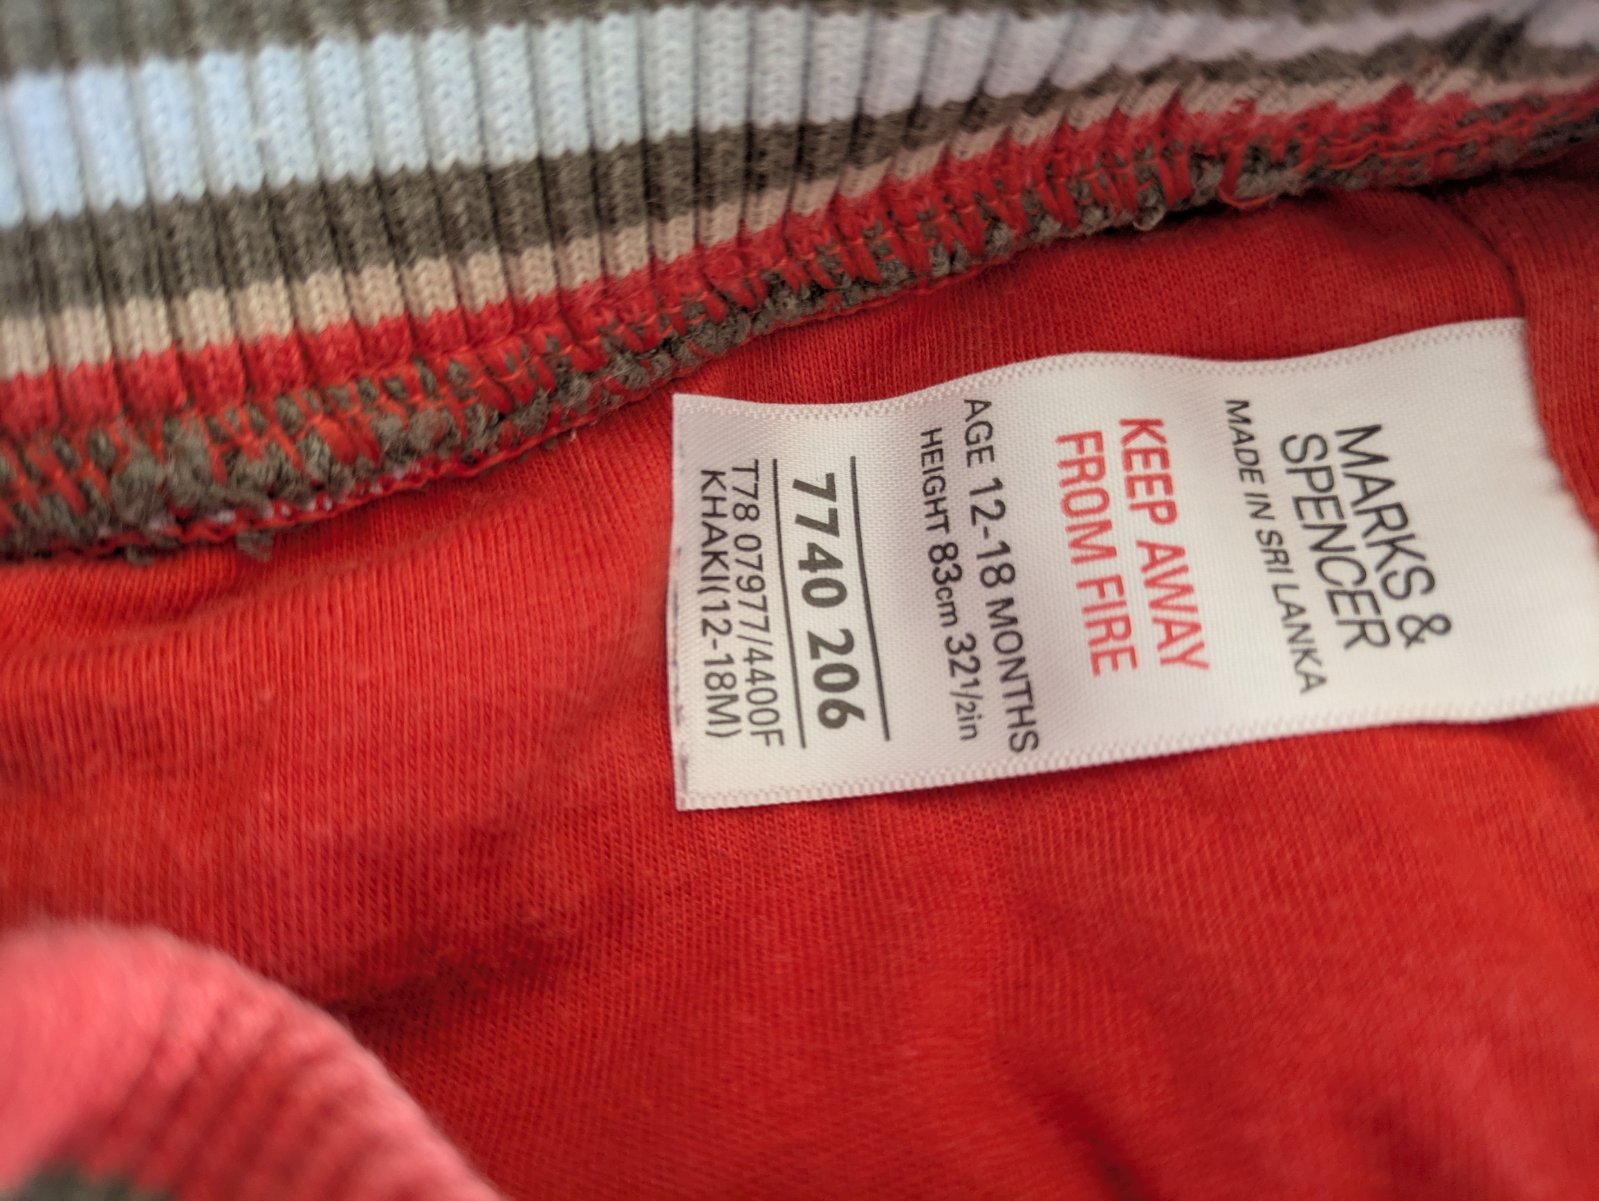 MARKS &
SPENCER
MADE IN SRI LANKA
KEEP AWAY
FROM FIRE
AGE 12-18 MONTHS
HEIGHT 83cm 32½in
7740 206
T78 07977/4400F
KHAKI(12-18M)